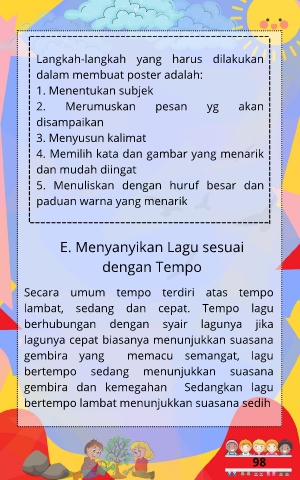 Langkah-langkah yang harus dilakukan
dalam membuat poster adalah:
1. Menentukan subjek
2. Merumuskan pesan yg akan
disampaikan
3. Menyusun kalimat
4. Memilih kata dan gambar yang menarik
dan mudah diingat
5. Menuliskan dengan huruf besar dan
paduan warna yang menarik
E. Menyanyikan Lagu sesuai
dengan Tempo
Secara umum tempo terdiri atas tempo
lambat, sedang dan cepat. Tempo lagu
berhubungan dengan syair lagunya jika
lagunya cepat biasanya menunjukkan suasana
gembira yang memacu semangat, lagu
bertempo sedang menunjukkan suasana
gembira dan kemegahan Sedangkan lagu
bertempo lambat menunjukkan suasana sedih
98